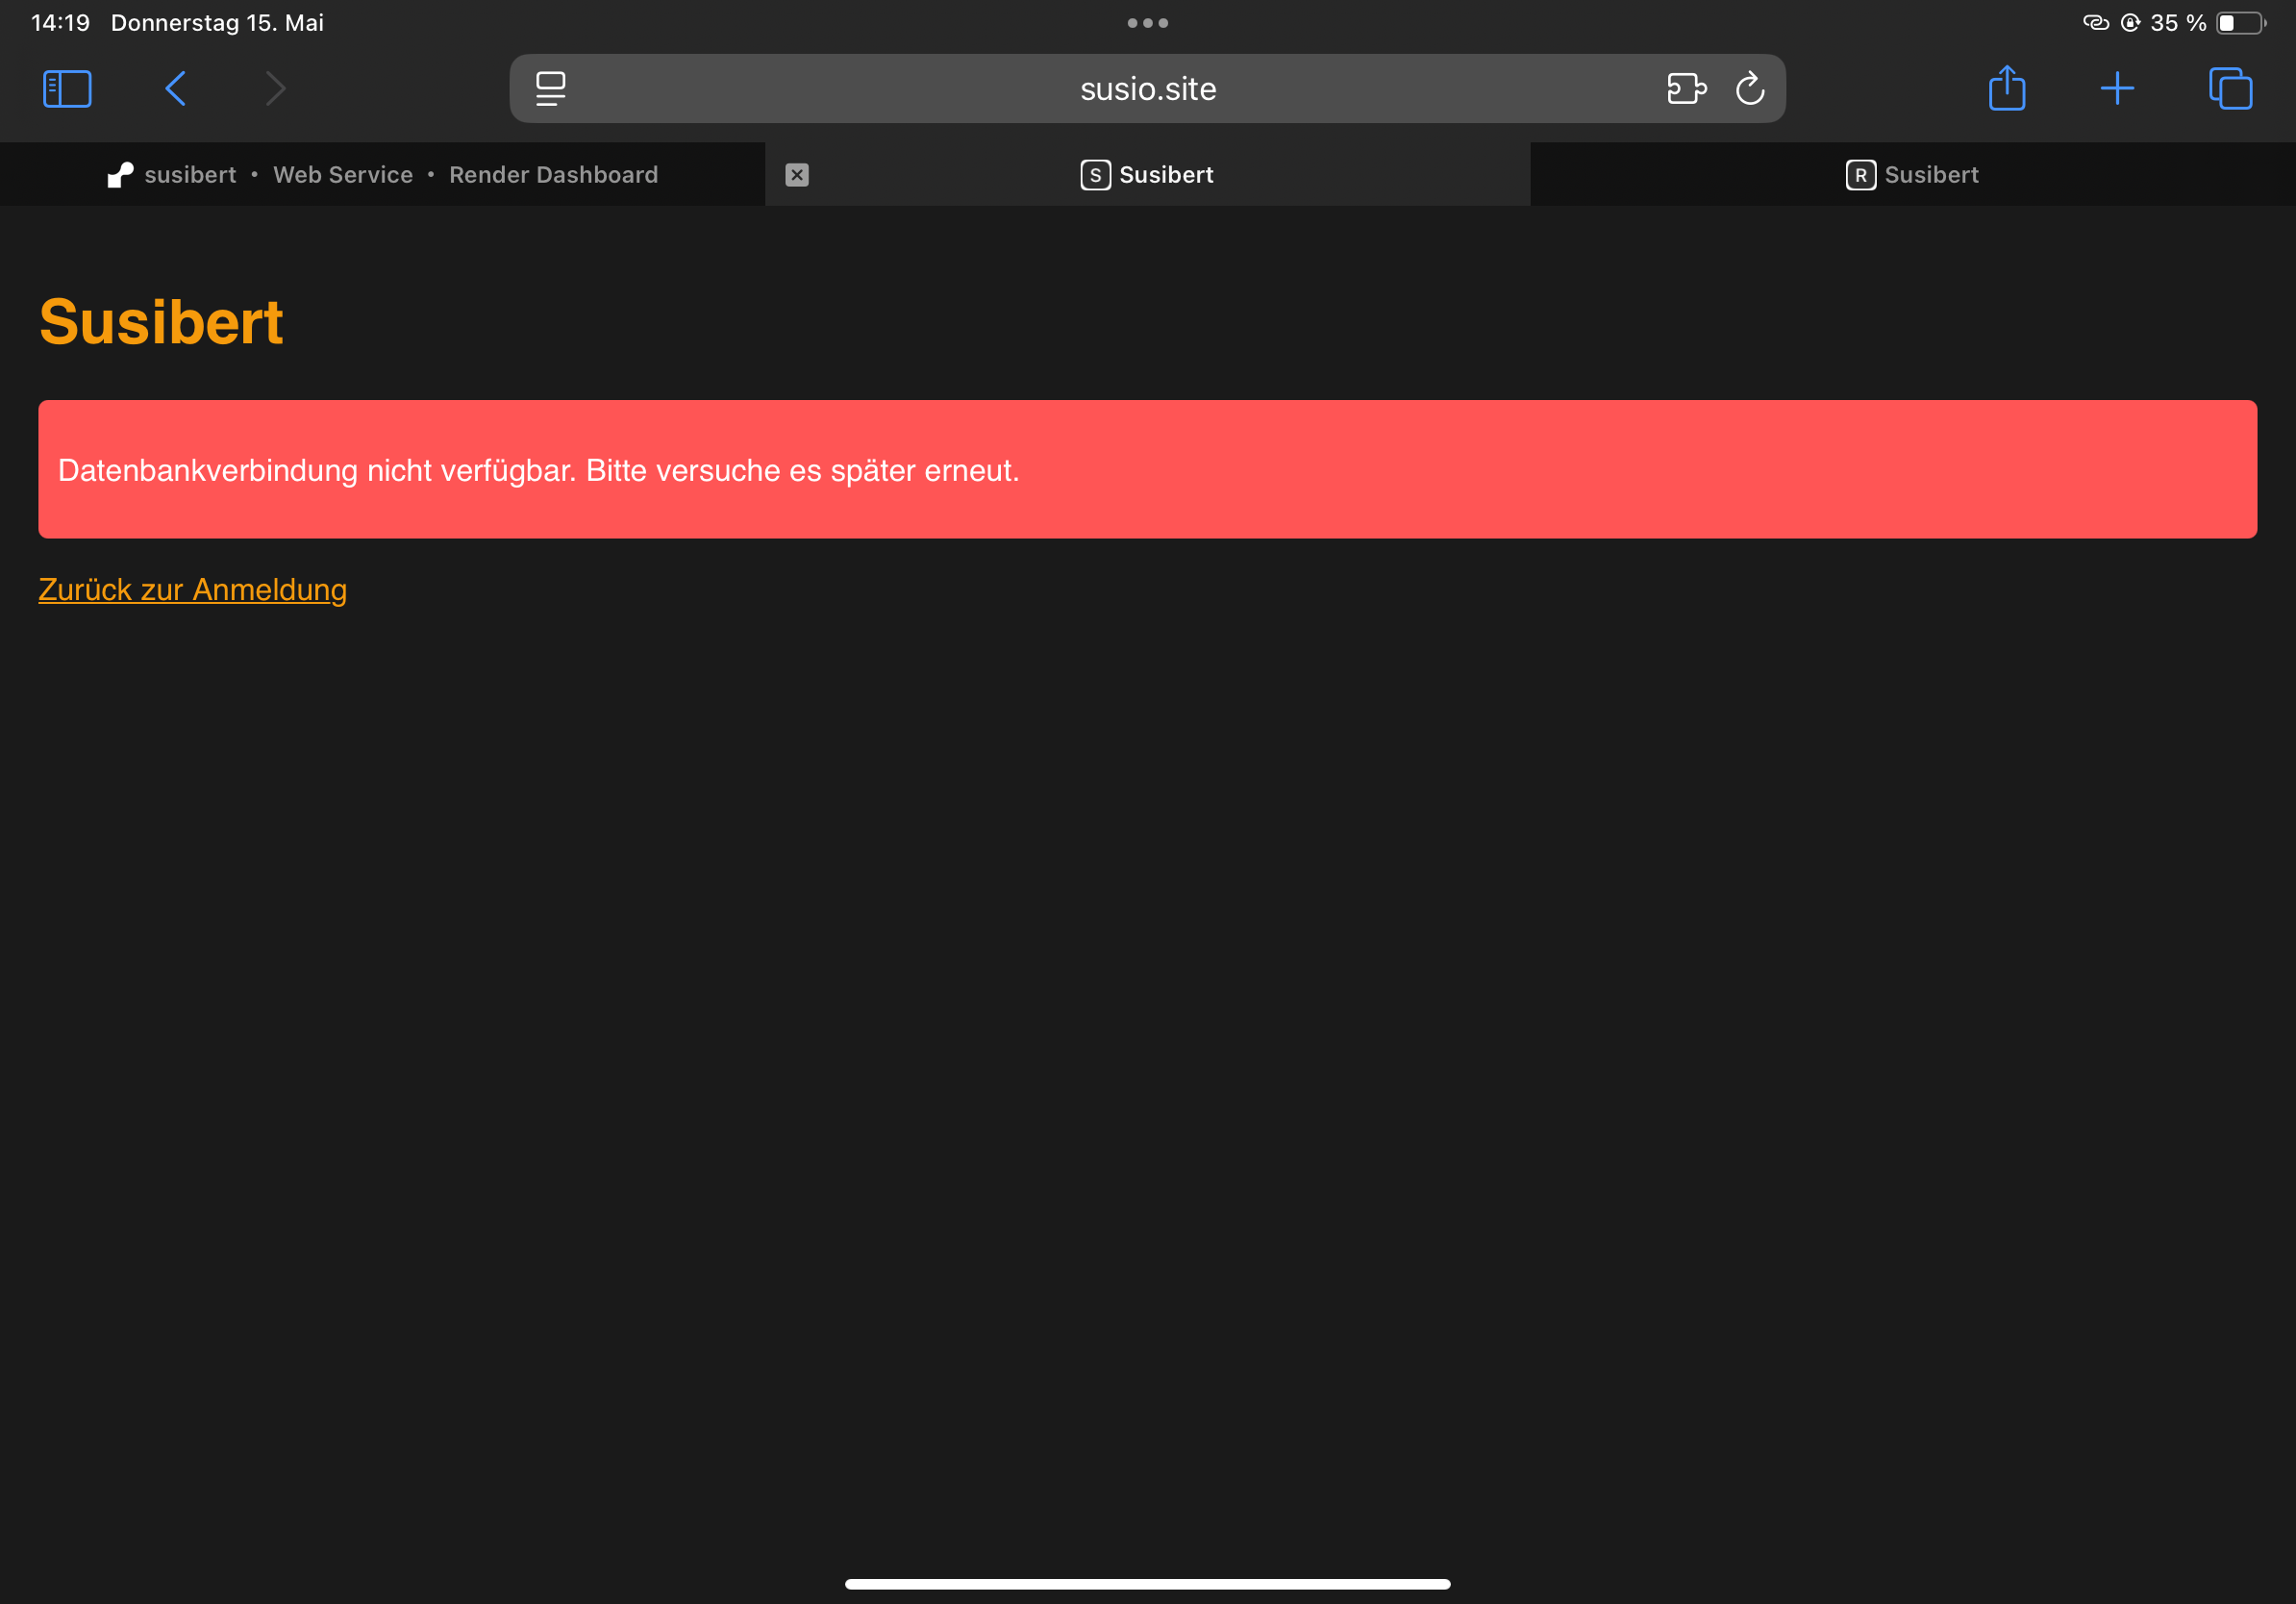 14:19 Donnerstag 15. Mai
35 %
susio.site
susibert • Web Service • Render Dashboard
S Susibert
R Susibert
Susibert
Datenbankverbindung nicht verfügbar. Bitte versuche es später erneut.
Zurück zur Anmeldung